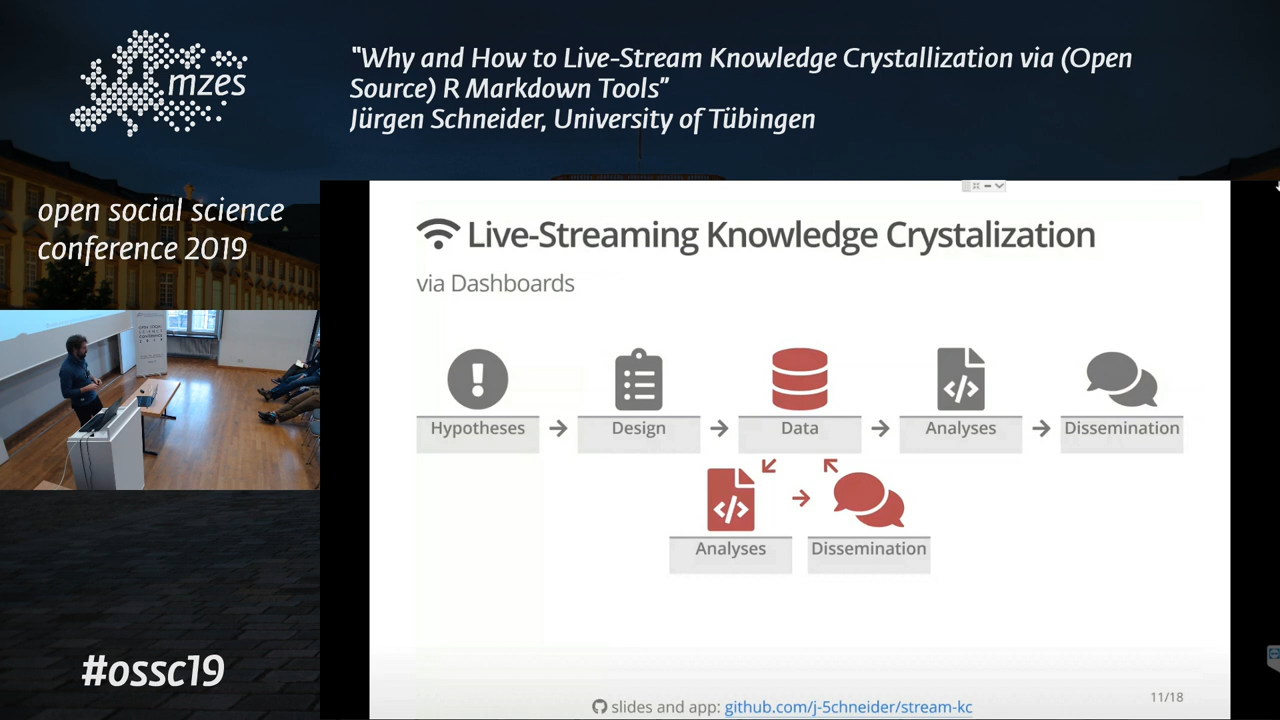 mzes
"Why and How to Live-Stream Knowledge Crystallization via (Open
Source) R Markdown Tools"
Jürgen Schneider, University of Tübingen
open social science
conference 2019
Live-Streaming Knowledge Crystalization
via Dashboards
Hypotheses
Design
Data
Analyses
Dissemination
Analyses
Dissemination
slides and app: github.com/j-5chneider/stream-kc
11/18
#ossc19